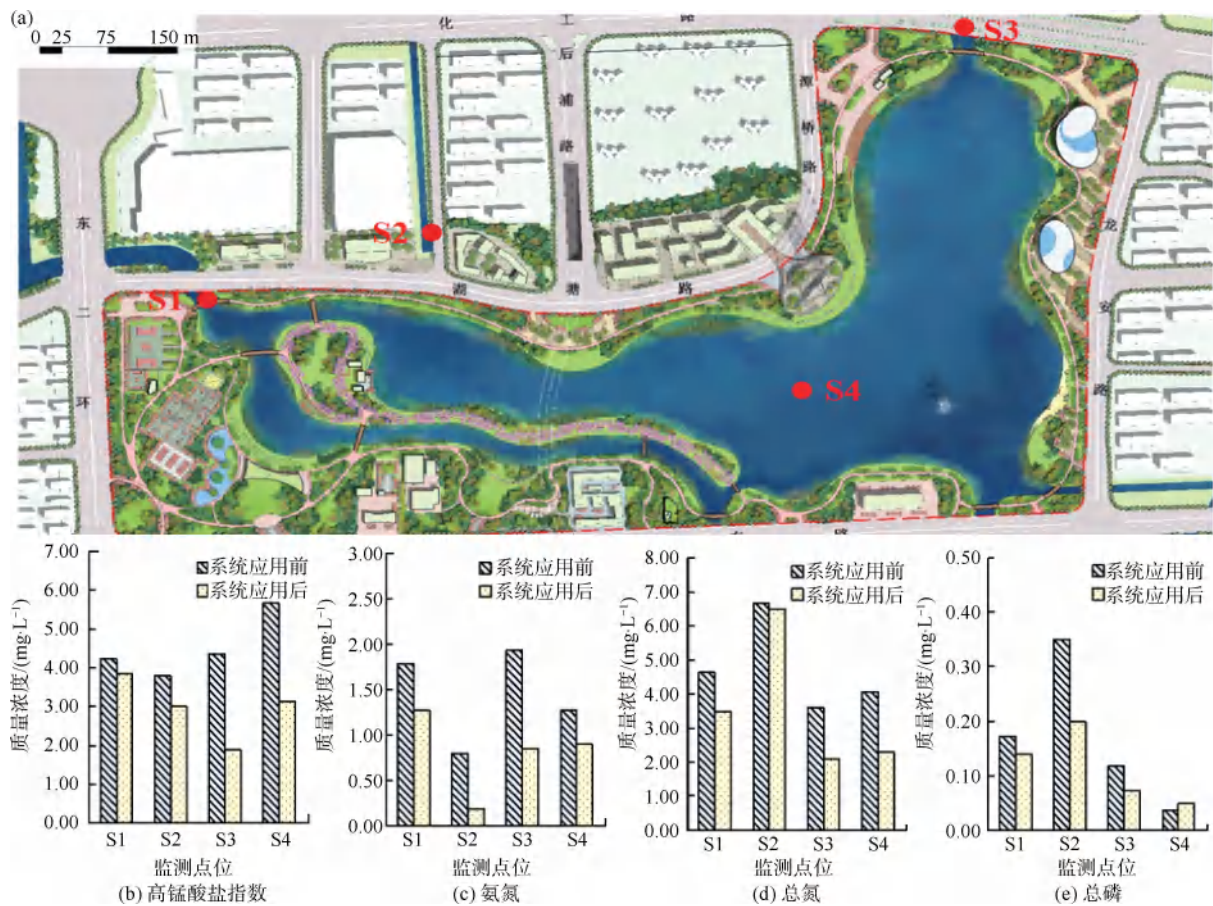 (a)
0 25 75 150 m
化 工 路
后浦路
潭桥路
东二环
湖塘路
龙安路
路
S1
S2
S3
S4
7.00
6.00
5.00
4.00
3.00
2.00
1.00
0.00
质量浓度/(mg·L⁻¹)
系统应用前
系统应用后
S1 S2 S3 S4
监测点位
(b) 高锰酸盐指数
3.00
2.50
2.00
1.50
1.00
0.50
0.00
质量浓度/(mg·L⁻¹)
系统应用前
系统应用后
S1 S2 S3 S4
监测点位
(c) 氨氮
8.00
7.00
6.00
5.00
4.00
3.00
2.00
1.00
0.00
质量浓度/(mg·L⁻¹)
系统应用前
系统应用后
S1 S2 S3 S4
监测点位
(d) 总氮
0.50
0.40
0.30
0.20
0.10
0.00
质量浓度/(mg·L⁻¹)
系统应用前
系统应用后
S1 S2 S3 S4
监测点位
(e) 总磷